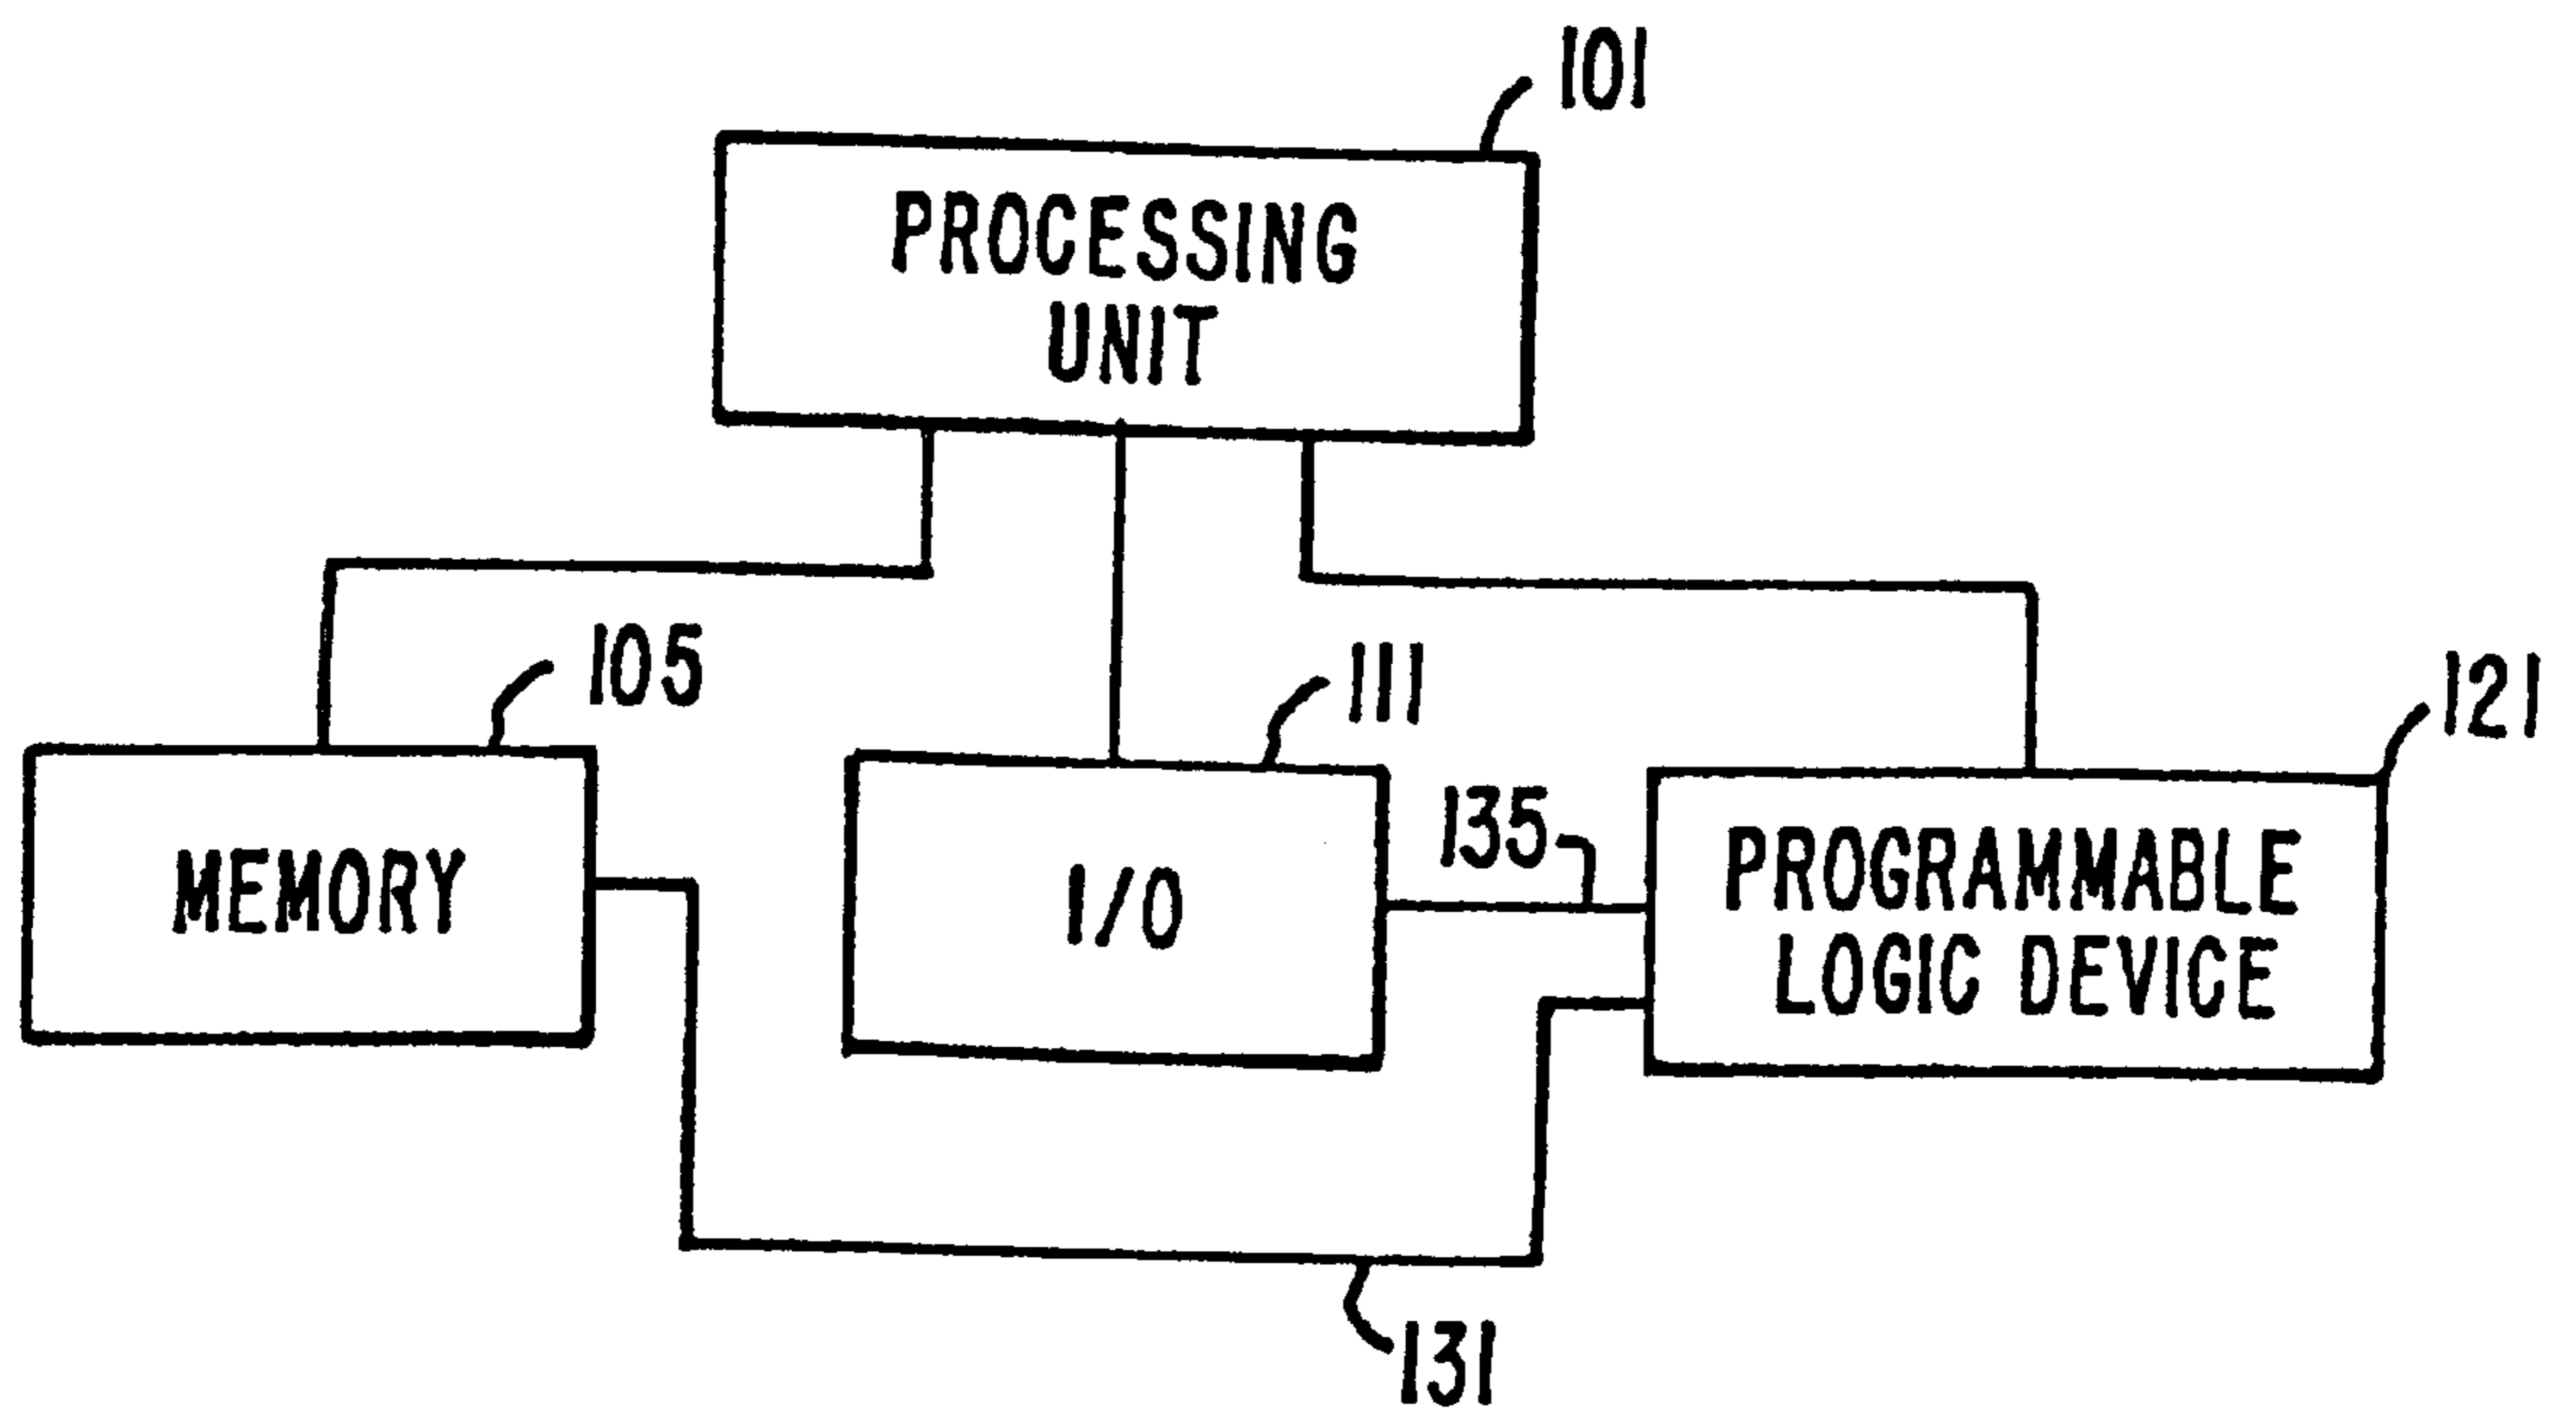 101
PROCESSING
UNIT
105
111
121
135
MEMORY
I/O
PROGRAMMABLE
LOGIC DEVICE
131